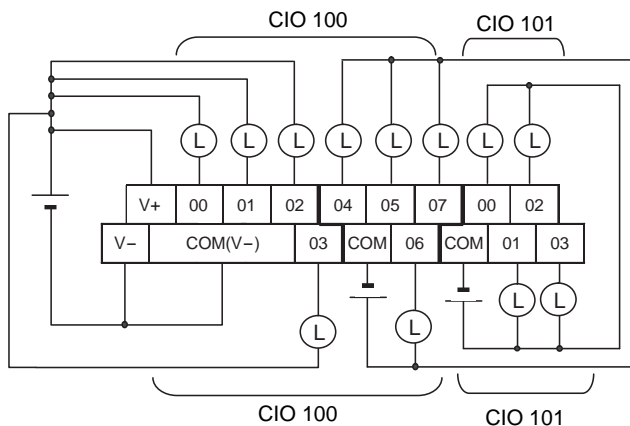 CIO 100
CIO 101
L L L L L L L L
V+ 00 01 02 04 05 07 00 02
V− COM(V−) 03 COM 06 COM 01 03
L L L L
CIO 100
CIO 101